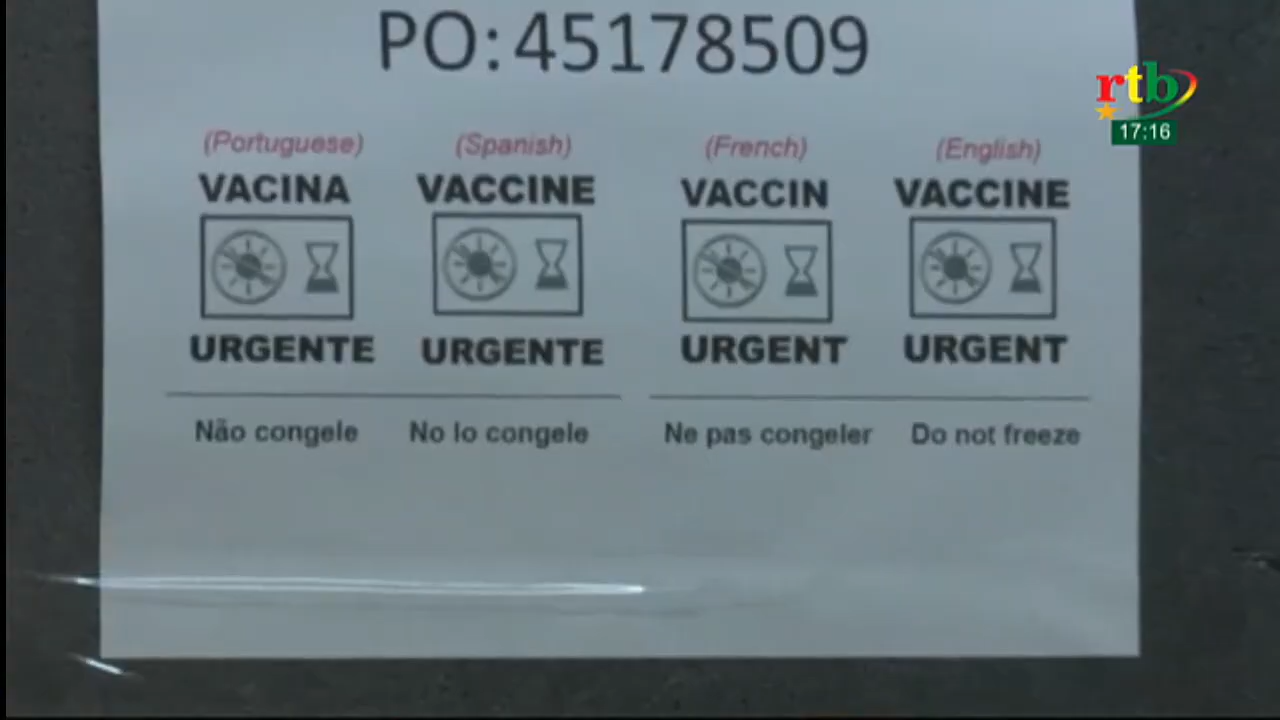 PO:45178509
rtb
17:16
(Portuguese) (Spanish) (French) (English)
VACINA VACCINE VACCIN VACCINE
URGENTE URGENTE URGENT URGENT
Não congele No lo congele Ne pas congeler Do not freeze